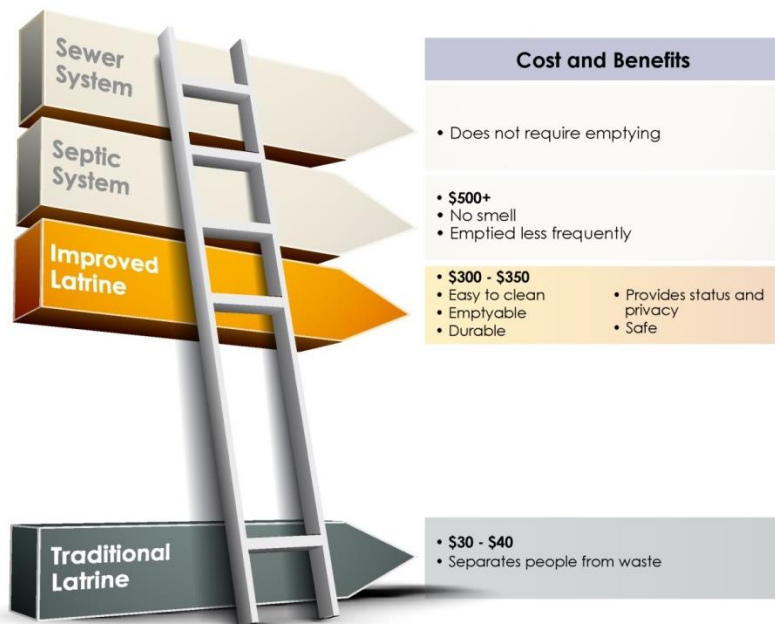 Sewer
System
Cost and Benefits
• Does not require emptying
Septic
System
• $500+
• No smell
• Emptied less frequently
Improved
Latrine
• $300 - $350
• Easy to clean
• Emptyable
• Durable
• Provides status and
privacy
• Safe
Traditional
Latrine
• $30 - $40
• Separates people from waste